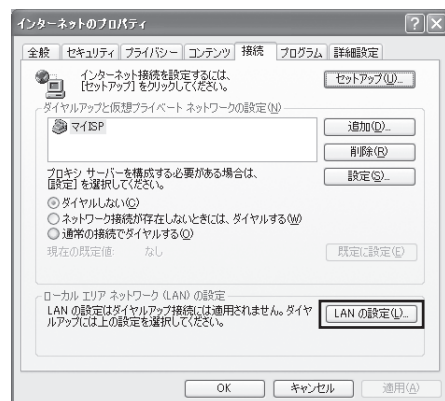 インターネットのプロパティ
全般 セキュリティ プライバシー コンテンツ 接続 プログラム 詳細設定
インターネット接続を設定するには、
[セットアップ] をクリックしてください。
セットアップ(U)...
ダイヤルアップと仮想プライベート ネットワークの設定(N)
マイISP
追加(D)...
削除(R)
プロキシ サーバーを構成する必要がある場合は、
[設定] を選択してください。
設定(S)...
ダイヤルしない(C)
ネットワーク接続が存在しないときには、ダイヤルする(W)
通常の接続でダイヤルする(O)
現在の既定値: なし
既定に設定(E)
ローカル エリア ネットワーク (LAN) の設定
LAN の設定はダイヤルアップ接続には適用されません。ダイヤ
ルアップには上の設定を選択してください。
LAN の設定(L)...
OK キャンセル 適用(A)